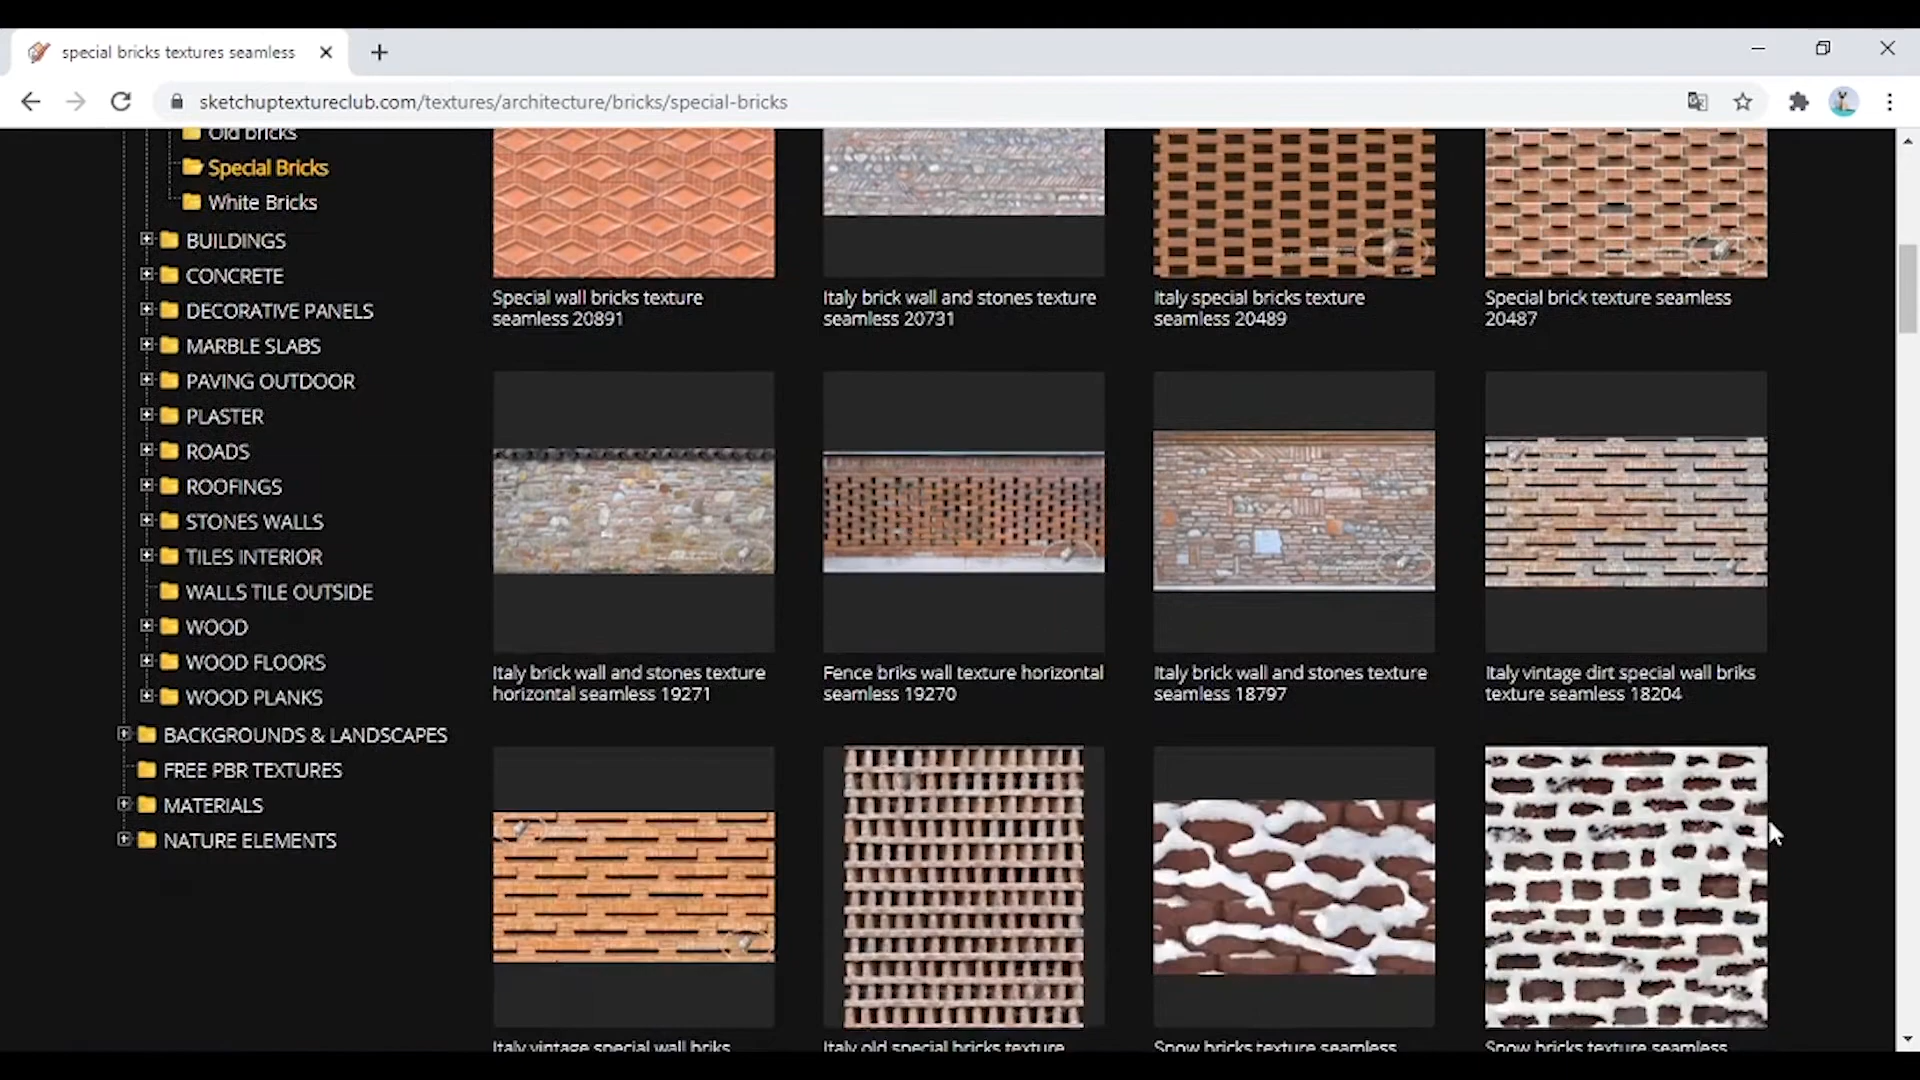 special bricks textures seamless
sketchuptextureclub.com/textures/architecture/bricks/special-bricks
Old bricks
Special Bricks
White Bricks
BUILDINGS
CONCRETE
DECORATIVE PANELS
MARBLE SLABS
PAVING OUTDOOR
PLASTER
ROADS
ROOFINGS
STONES WALLS
TILES INTERIOR
WALLS TILE OUTSIDE
WOOD
WOOD FLOORS
WOOD PLANKS
BACKGROUNDS & LANDSCAPES
FREE PBR TEXTURES
MATERIALS
NATURE ELEMENTS
Special wall bricks texture
seamless 20891
Italy brick wall and stones texture
seamless 20731
Italy special bricks texture
seamless 20489
Special brick texture seamless
20487
Italy brick wall and stones texture
horizontal seamless 19271
Fence briks wall texture horizontal
seamless 19270
Italy brick wall and stones texture
seamless 18797
Italy vintage dirt special wall briks
texture seamless 18204
Italy vintage special wall briks
Italy old special bricks texture
Snow bricks texture seamless
Snow bricks texture seamless